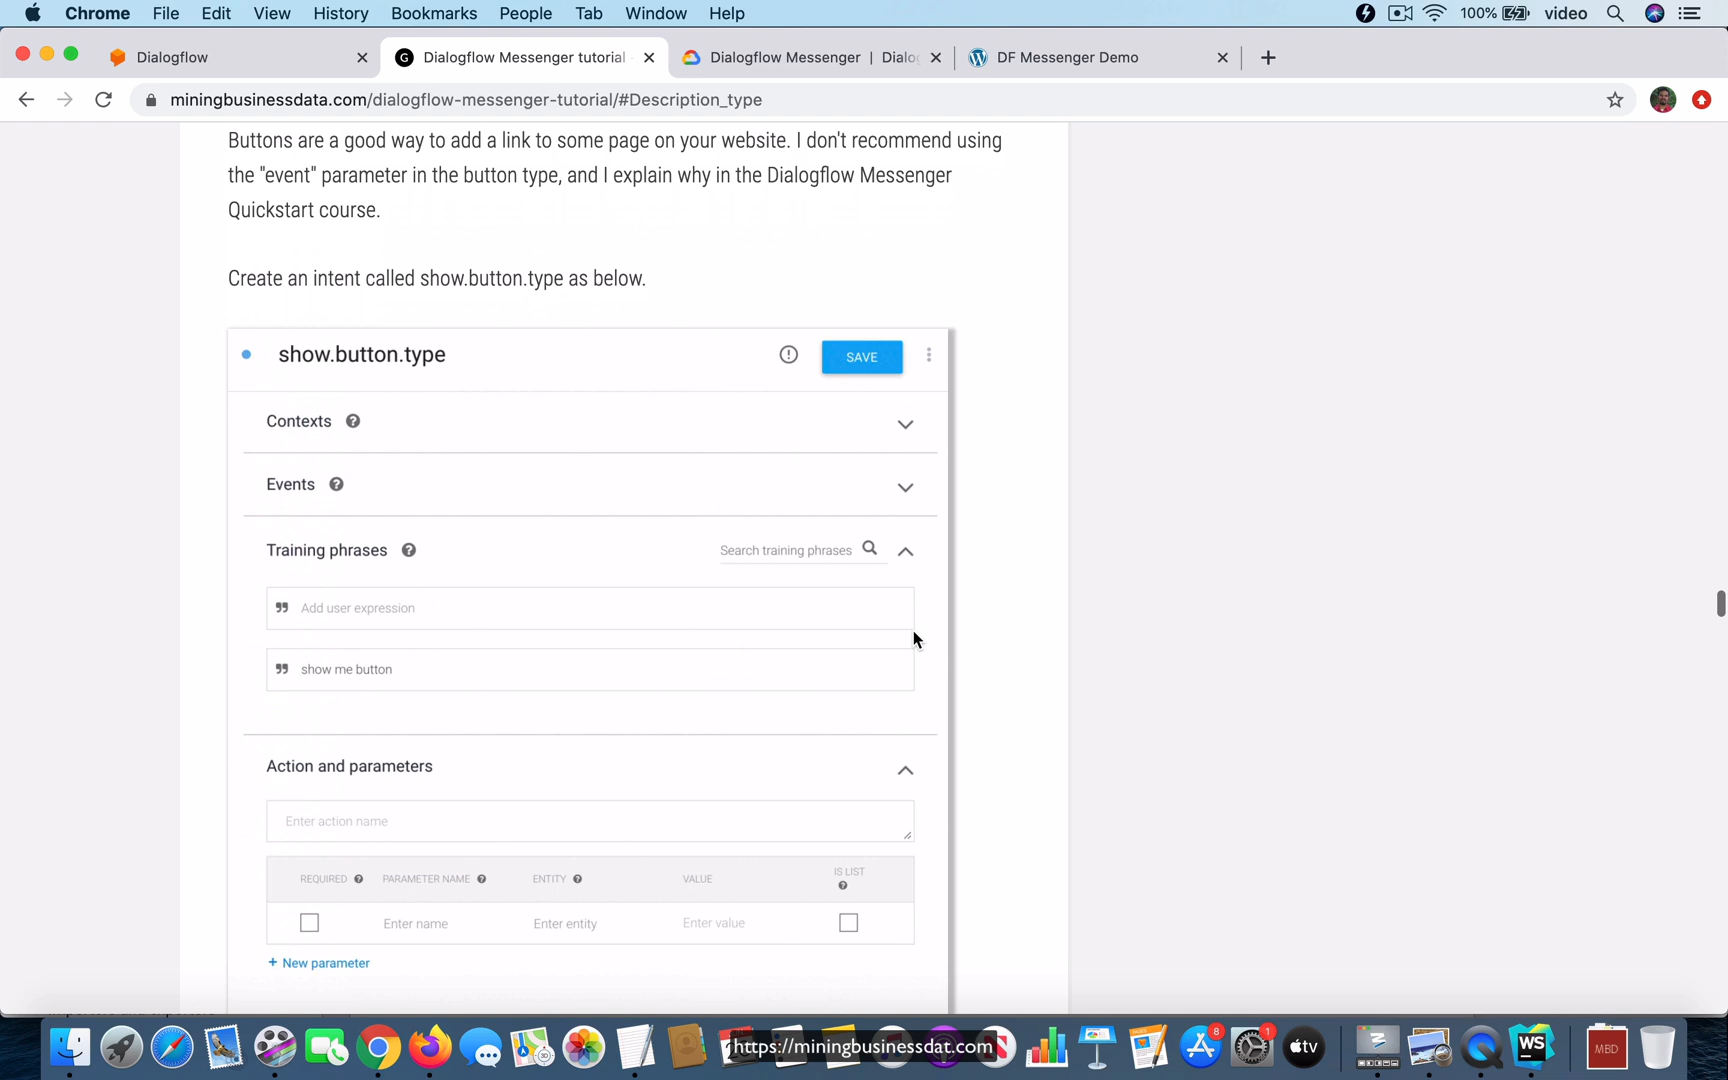 Chrome File Edit View History Bookmarks People Tab Window Help 100% video
Dialogflow
Dialogflow Messenger tutorial
Dialogflow Messenger | Dialog
DF Messenger Demo
miningbusinessdata.com/dialogflow-messenger-tutorial/#Description_type
Buttons are a good way to add a link to some page on your website. I don't recommend using
the "event" parameter in the button type, and I explain why in the Dialogflow Messenger
Quickstart course.
Create an intent called show.button.type as below.
show.button.type
SAVE
Contexts
Events
Training phrases
Search training phrases
Add user expression
show me button
Action and parameters
Enter action name
REQUIRED PARAMETER NAME ENTITY VALUE IS LIST
Enter name Enter entity Enter value
+ New parameter
https://miningbusinessdat.com
8
1
tv
WS
MBD